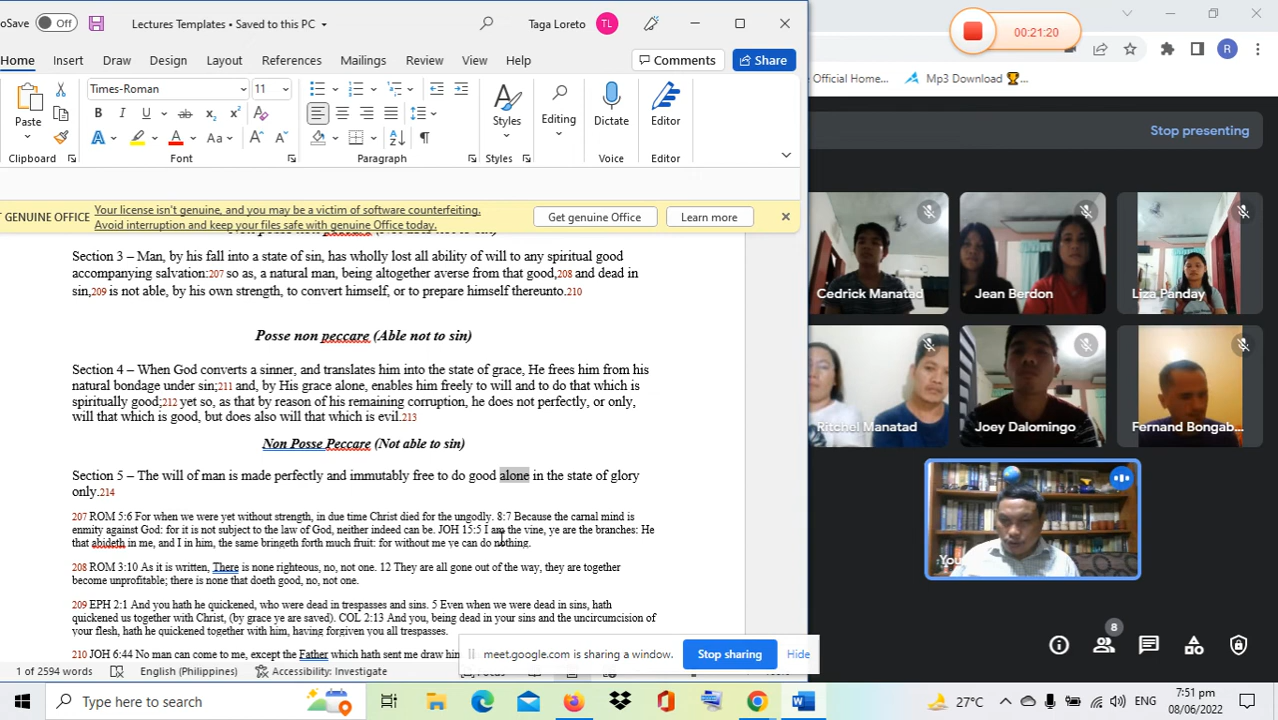 oSave Off Lectures Templates • Saved to this PC Taga Loreto TL
00:21:20
Home Insert Draw Design Layout References Mailings Review View Help Comments Share
R
Official Home... Mp3 Download
Times-Roman 11
Paste Styles Editing Dictate Editor
Clipboard Font Paragraph Styles Voice Editor
Stop presenting
GENUINE OFFICE Your license isn't genuine, and you may be a victim of software counterfeiting. Avoid interruption and keep your files safe with genuine Office today. Get genuine Office Learn more
Section 3 – Man, by his fall into a state of sin, has wholly lost all ability of will to any spiritual good
accompanying salvation:207 so as, a natural man, being altogether averse from that good,208 and dead in
sin,209 is not able, by his own strength, to convert himself, or to prepare himself thereunto.210
Posse non peccare (Able not to sin)
Section 4 – When God converts a sinner, and translates him into the state of grace, He frees him from his
natural bondage under sin;211 and, by His grace alone, enables him freely to will and to do that which is
spiritually good;212 yet so, as that by reason of his remaining corruption, he does not perfectly, or only,
will that which is good, but does also will that which is evil.213
Non Posse Peccare (Not able to sin)
Section 5 – The will of man is made perfectly and immutably free to do good alone in the state of glory
only.214
207 ROM 5:6 For when we were yet without strength, in due time Christ died for the ungodly. 8:7 Because the carnal mind is
enmity against God: for it is not subject to the law of God, neither indeed can be. JOH 15:5 I am the vine, ye are the branches: He
that abideth in me, and I in him, the same bringeth forth much fruit: for without me ye can do nothing.
208 ROM 3:10 As it is written, There is none righteous, no, not one. 12 They are all gone out of the way, they are together
become unprofitable; there is none that doeth good, no, not one.
209 EPH 2:1 And you hath he quickened, who were dead in trespasses and sins. 5 Even when we were dead in sins, hath
quickened us together with Christ, (by grace ye are saved). COL 2:13 And you, being dead in your sins and the uncircumcision of
your flesh, hath he quickened together with him, having forgiven you all trespasses.
210 JOH 6:44 No man can come to me, except the Father which hath sent me draw him
meet.google.com is sharing a window. Stop sharing Hide
1 of 2594 words English (Philippines) Accessibility: Investigate Focus
Cedrick Manatad Jean Berdon Liza Panday
Ritchel Manatad Joey Dalomingo Fernand Bongab...
You
8
Type here to search 27°C ENG 7:51 pm
08/06/2022